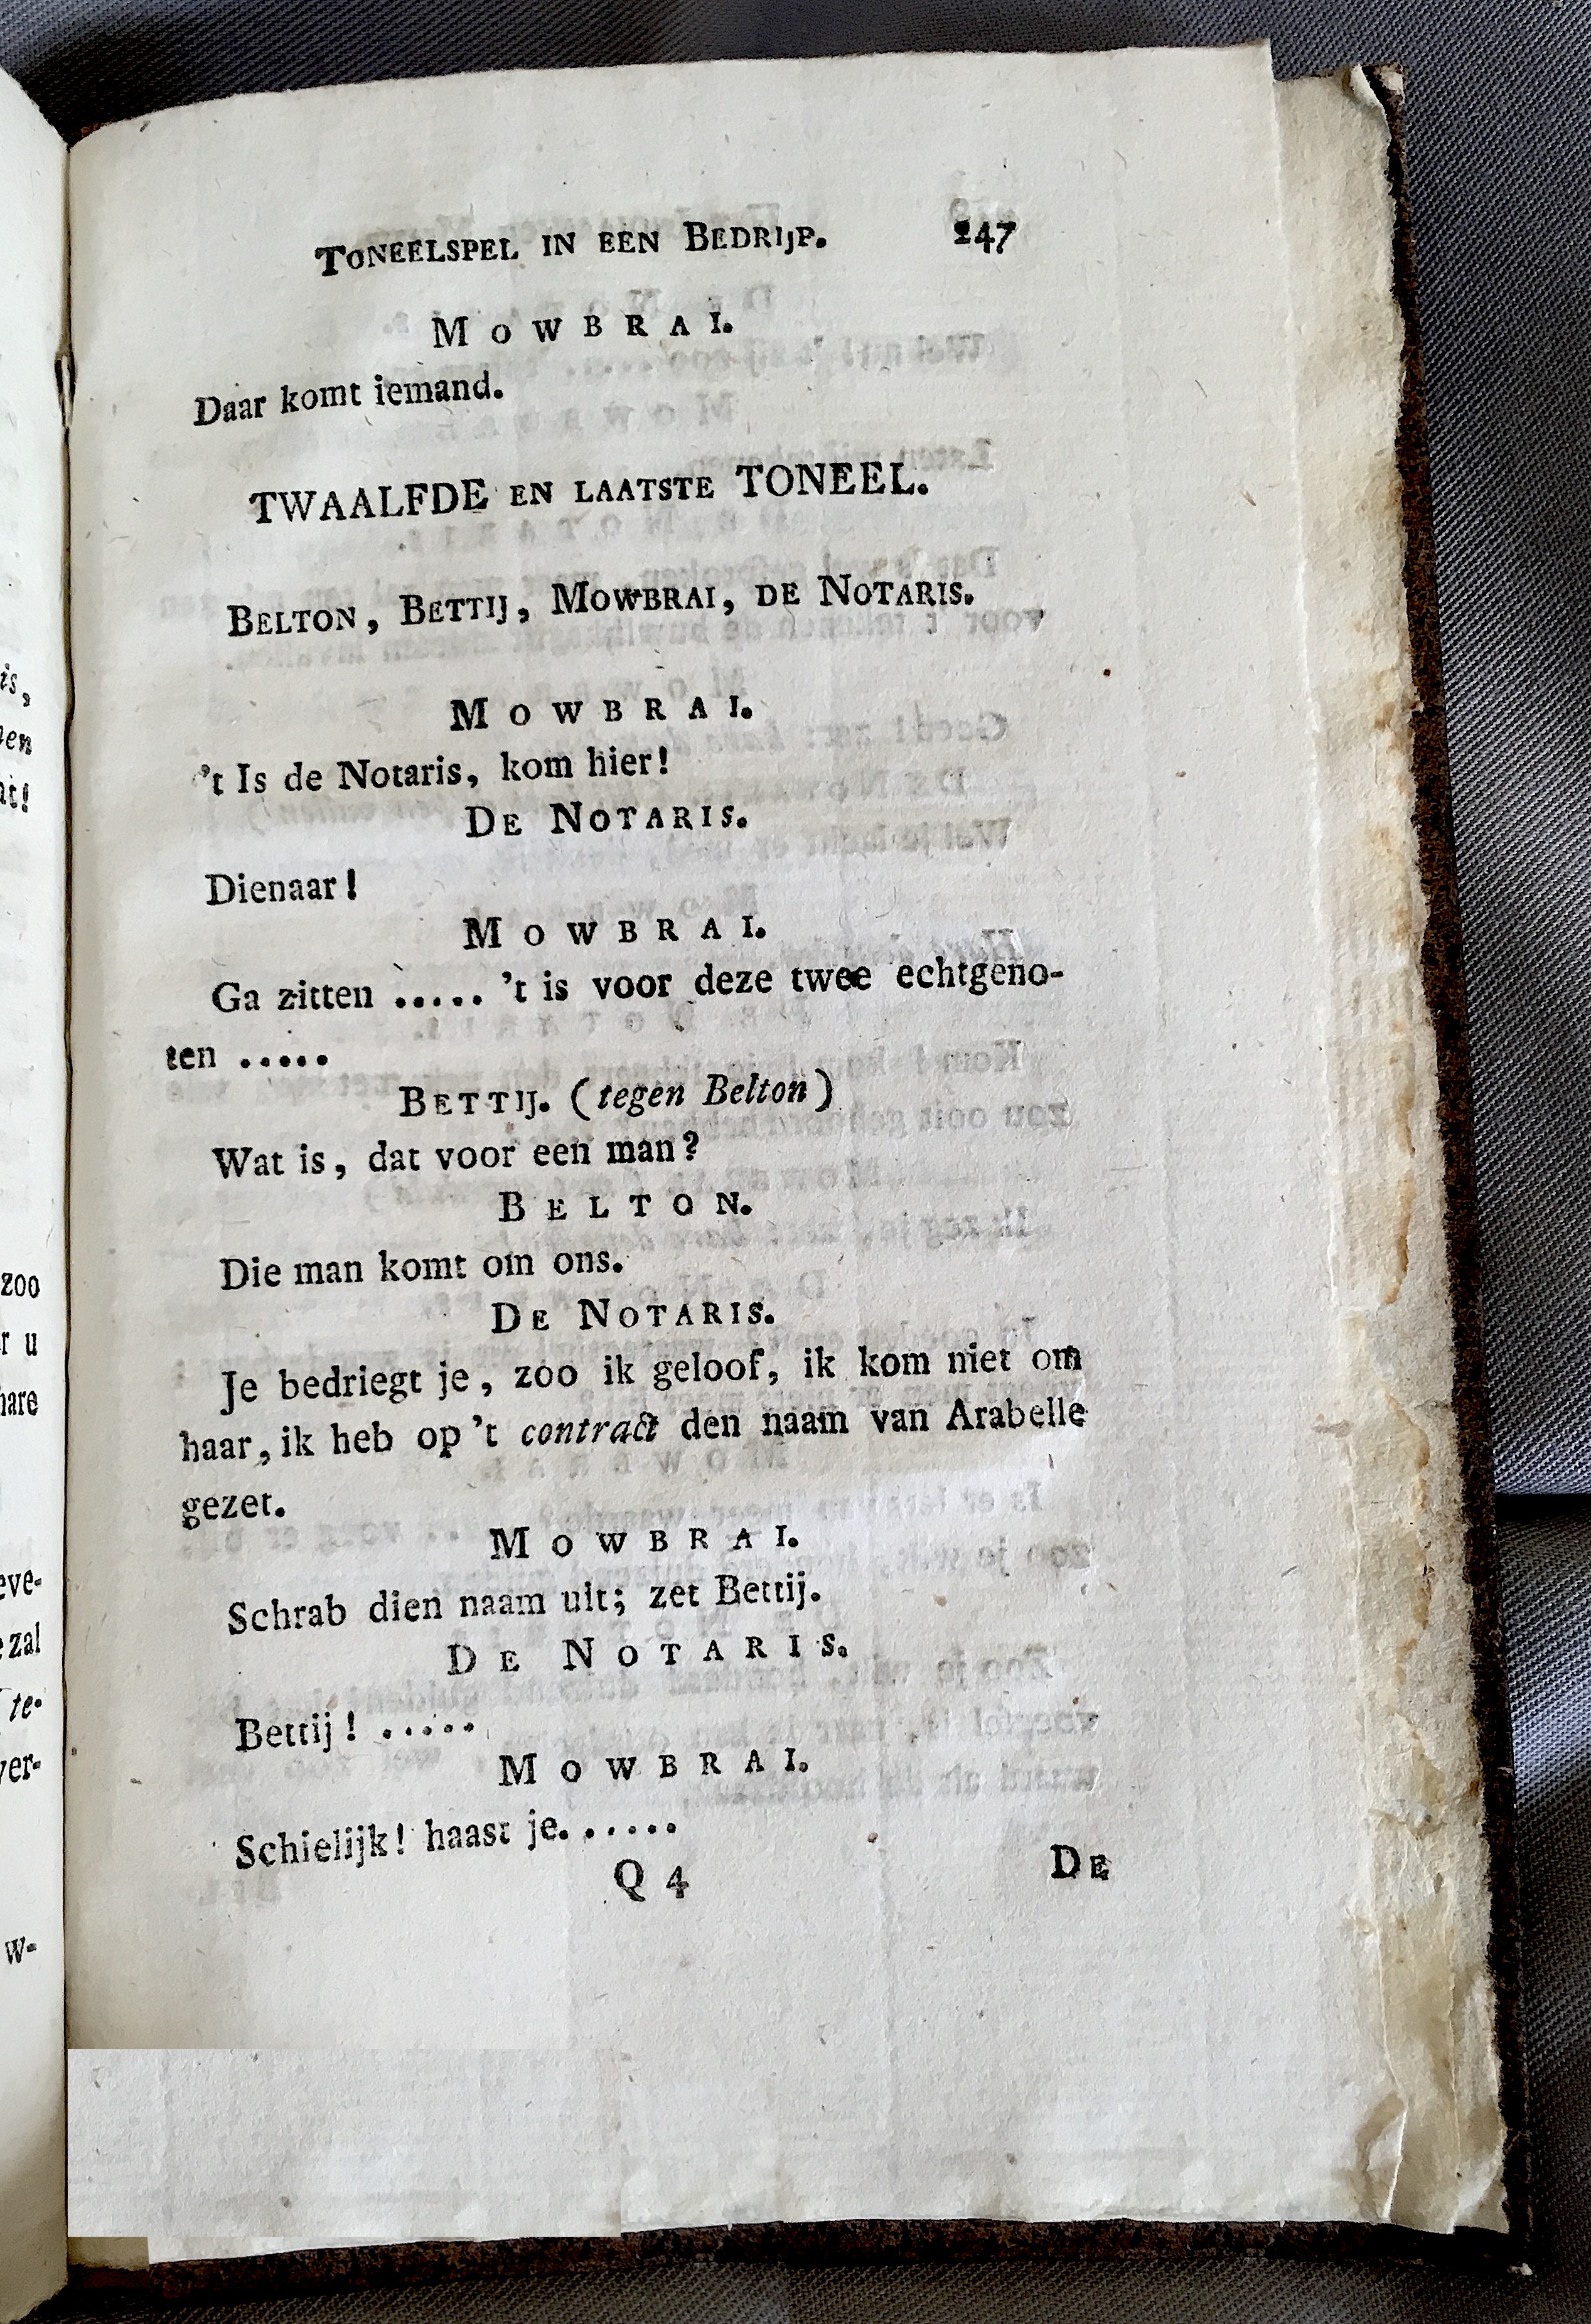 TONEELSPEL IN EEN BEDRIJF. 247
MOWBRAI.
Daar komt iemand.
TWAALFDE EN LAATSTE TONEEL.
BELTON, BETTIJ, MOWBRAI, DE NOTARIS.
MOWBRAI.
't Is de Notaris, kom hier!
DE NOTARIS.
Dienaar!
MOWBRAI.
Ga zitten ..... 't is voor deze twee echtgeno-
ten .....
BETTIJ. (tegen Belton)
Wat is, dat voor een man?
BELTON.
Die man komt om ons.
DE NOTARIS.
Je bedriegt je, zoo ik geloof, ik kom niet om
haar, ik heb op 't contract den naam van Arabelle
gezet.
MOWBRAI.
Schrab dien naam uit; zet Bettij.
DE NOTARIS.
Bettij! .....
MOWBRAI.
Schielijk! haast je. .....
Q 4 DE